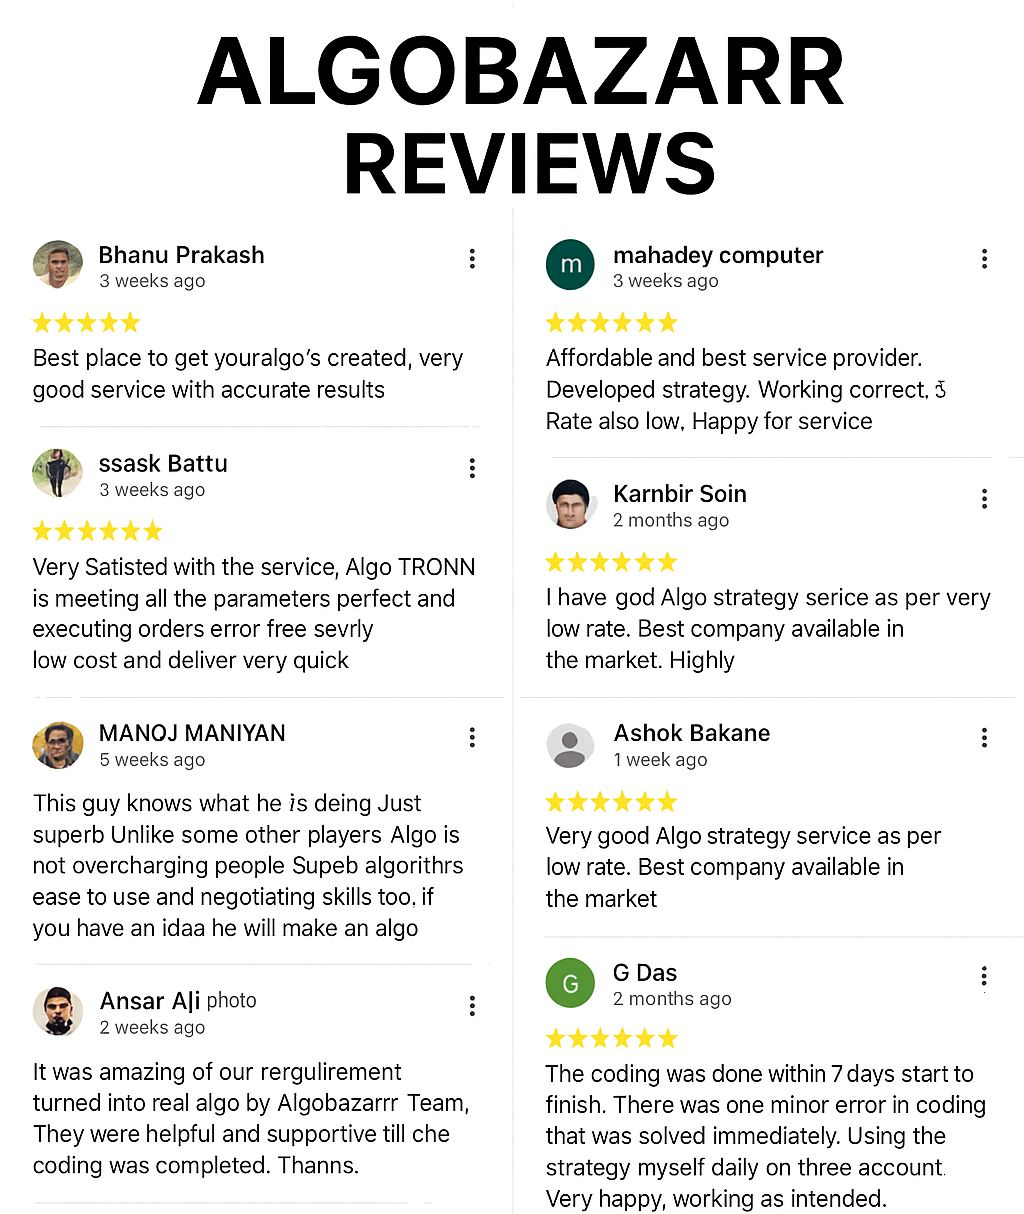 ALGOBAZARR
REVIEWS
Bhanu Prakash
3 weeks ago
Best place to get youralgo's created, very
good service with accurate results
ssask Battu
3 weeks ago
Very Satisted with the service, Algo TRONN
is meeting all the parameters perfect and
executing orders error free sevrly
low cost and deliver very quick
MANOJ MANIYAN
5 weeks ago
This guy knows what he is deing Just
superb Unlike some other players Algo is
not overcharging people Supeb algorithrs
ease to use and negotiating skills too, if
you have an idaa he will make an algo
Ansar Aļi photo
2 weeks ago
It was amazing of our rergulirement
turned into real algo by Algobazarrr Team,
They were helpful and supportive till che
coding was completed. Thanns.
m
mahadey computer
3 weeks ago
Affordable and best service provider.
Developed strategy. Working correct,
Rate also low, Happy for service
Karnbir Soin
2 months ago
I have god Algo strategy serice as per very
low rate. Best company available in
the market. Highly
Ashok Bakane
1 week ago
Very good Algo strategy service as per
low rate. Best company available in
the market
G
G Das
2 months ago
The coding was done within 7 days start to
finish. There was one minor error in coding
that was solved immediately. Using the
strategy myself daily on three account.
Very happy, working as intended.